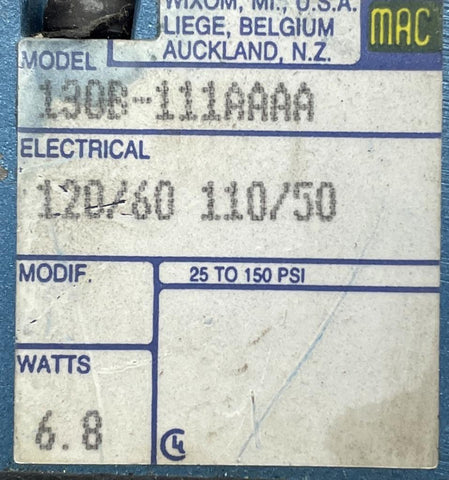 WIXOM, MI., U.S.A.
LIEGE, BELGIUM
AUCKLAND, N.Z.
MAC
MODEL
130B-111AAAA
ELECTRICAL
120/60 110/50
MODIF.
25 TO 150 PSI
WATTS
6.8